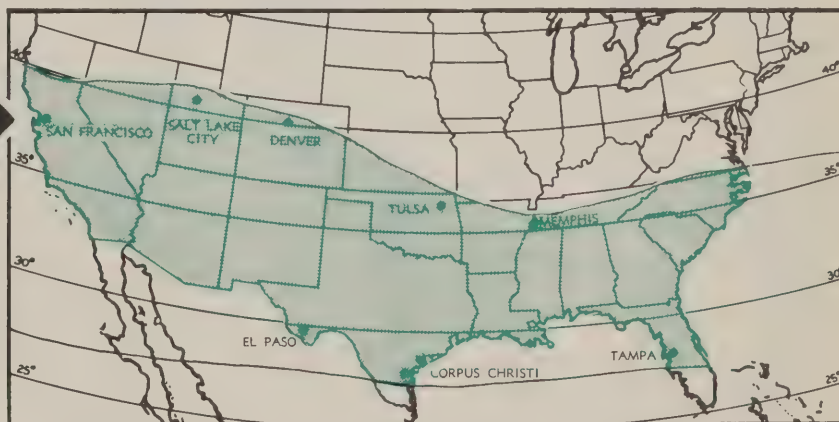 40°
40°
SAN FRANCISCO
SALT LAKE
CITY
DENVER
35°
35°
TULSA
MEMPHIS
30°
30°
EL PASO
CORPUS CHRISTI
TAMPA
25°
25°